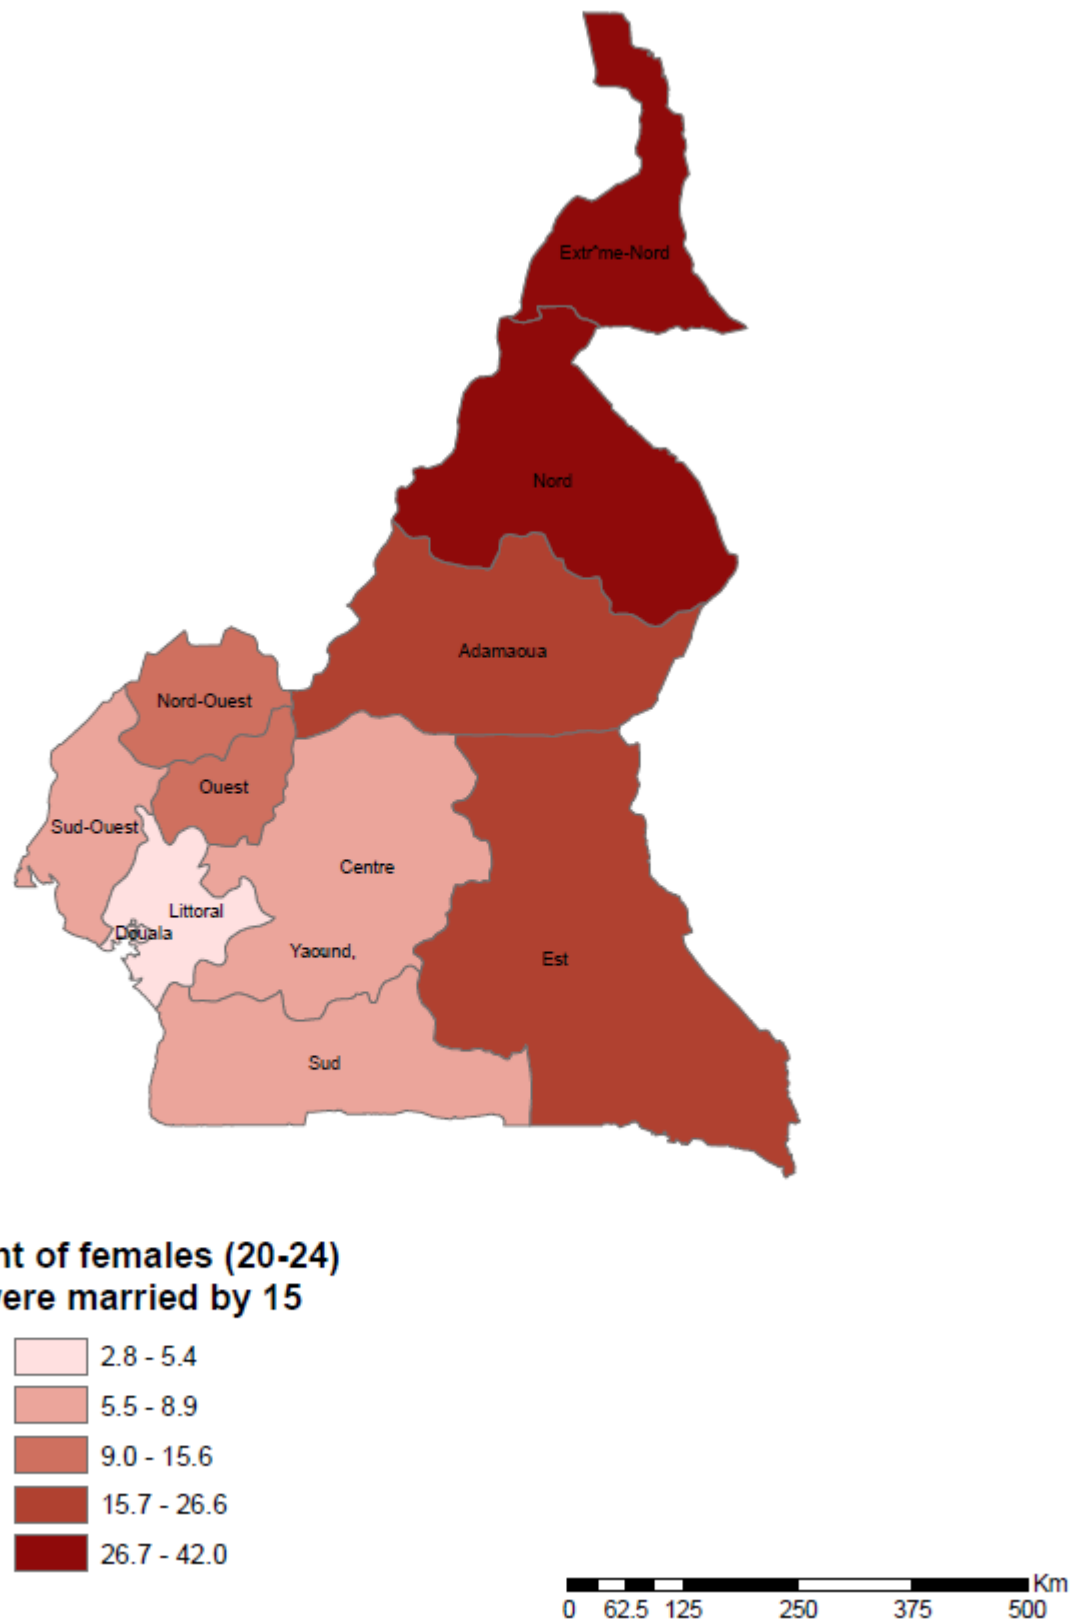 Extr^me-Nord
Nord
Adamaoua
Nord-Ouest
Ouest
Sud-Ouest
Centre
Littoral
Douala
Yaound,
Est
Sud
nt of females (20-24)
were married by 15
2.8 - 5.4
5.5 - 8.9
9.0 - 15.6
15.7 - 26.6
26.7 - 42.0
Km
0 62.5 125 250 375 500